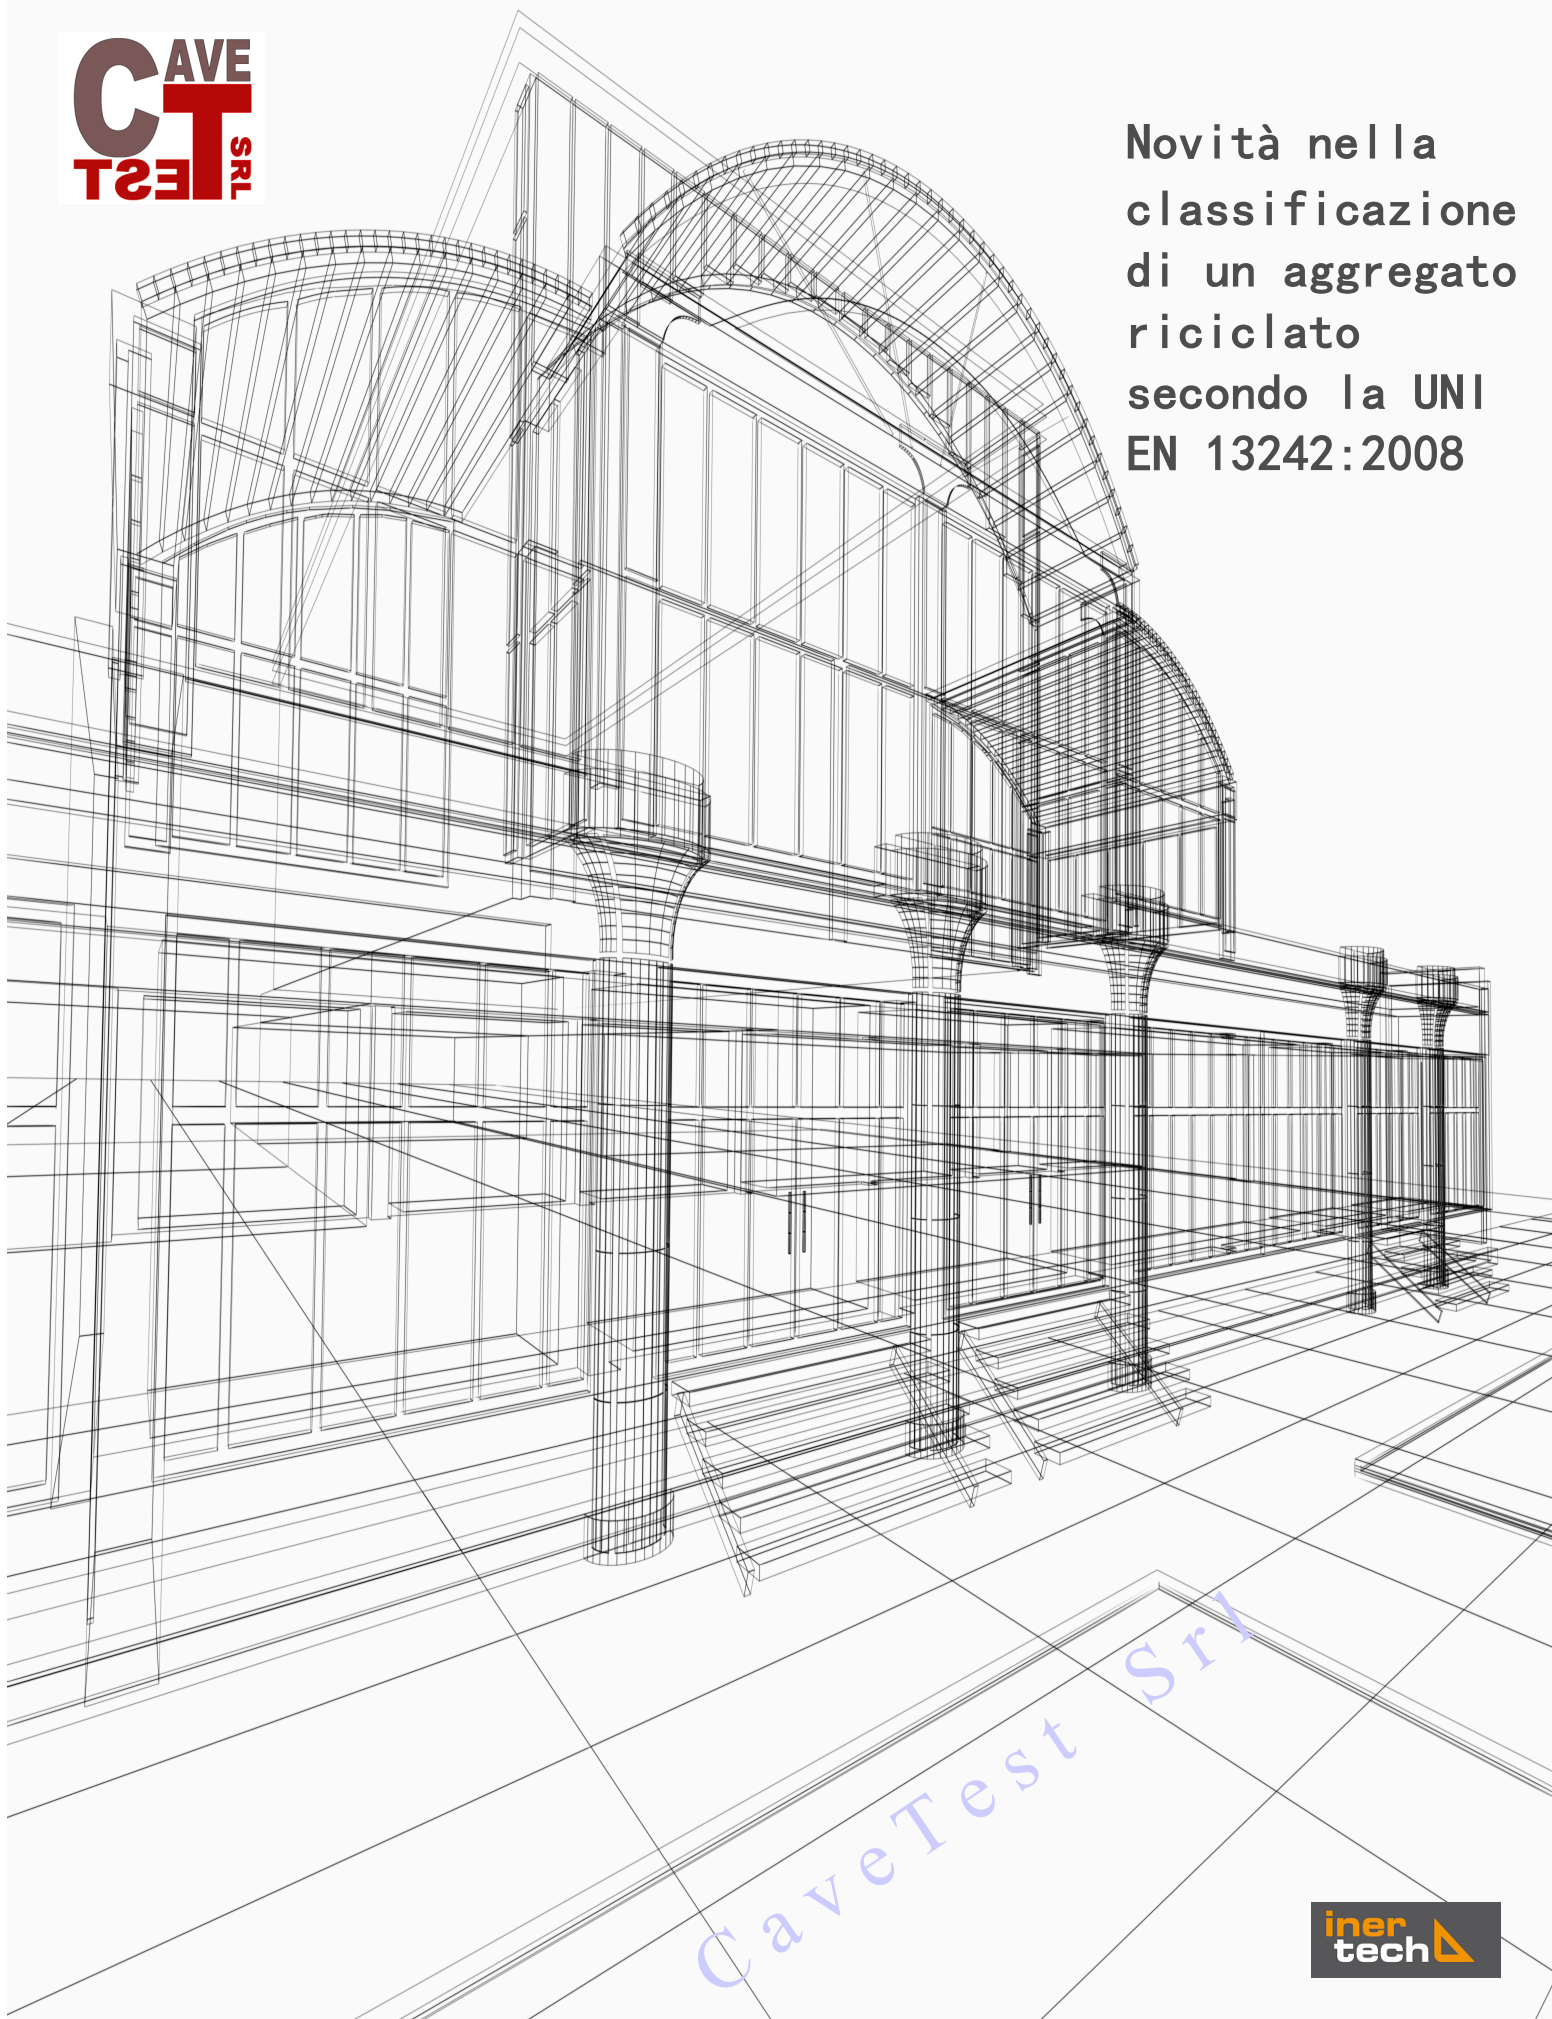 CAVE
TEST
SRL
Novità nella
classificazione
di un aggregato
riciclato
secondo la UNI
EN 13242:2008
CaveTest Srl
iner
tech